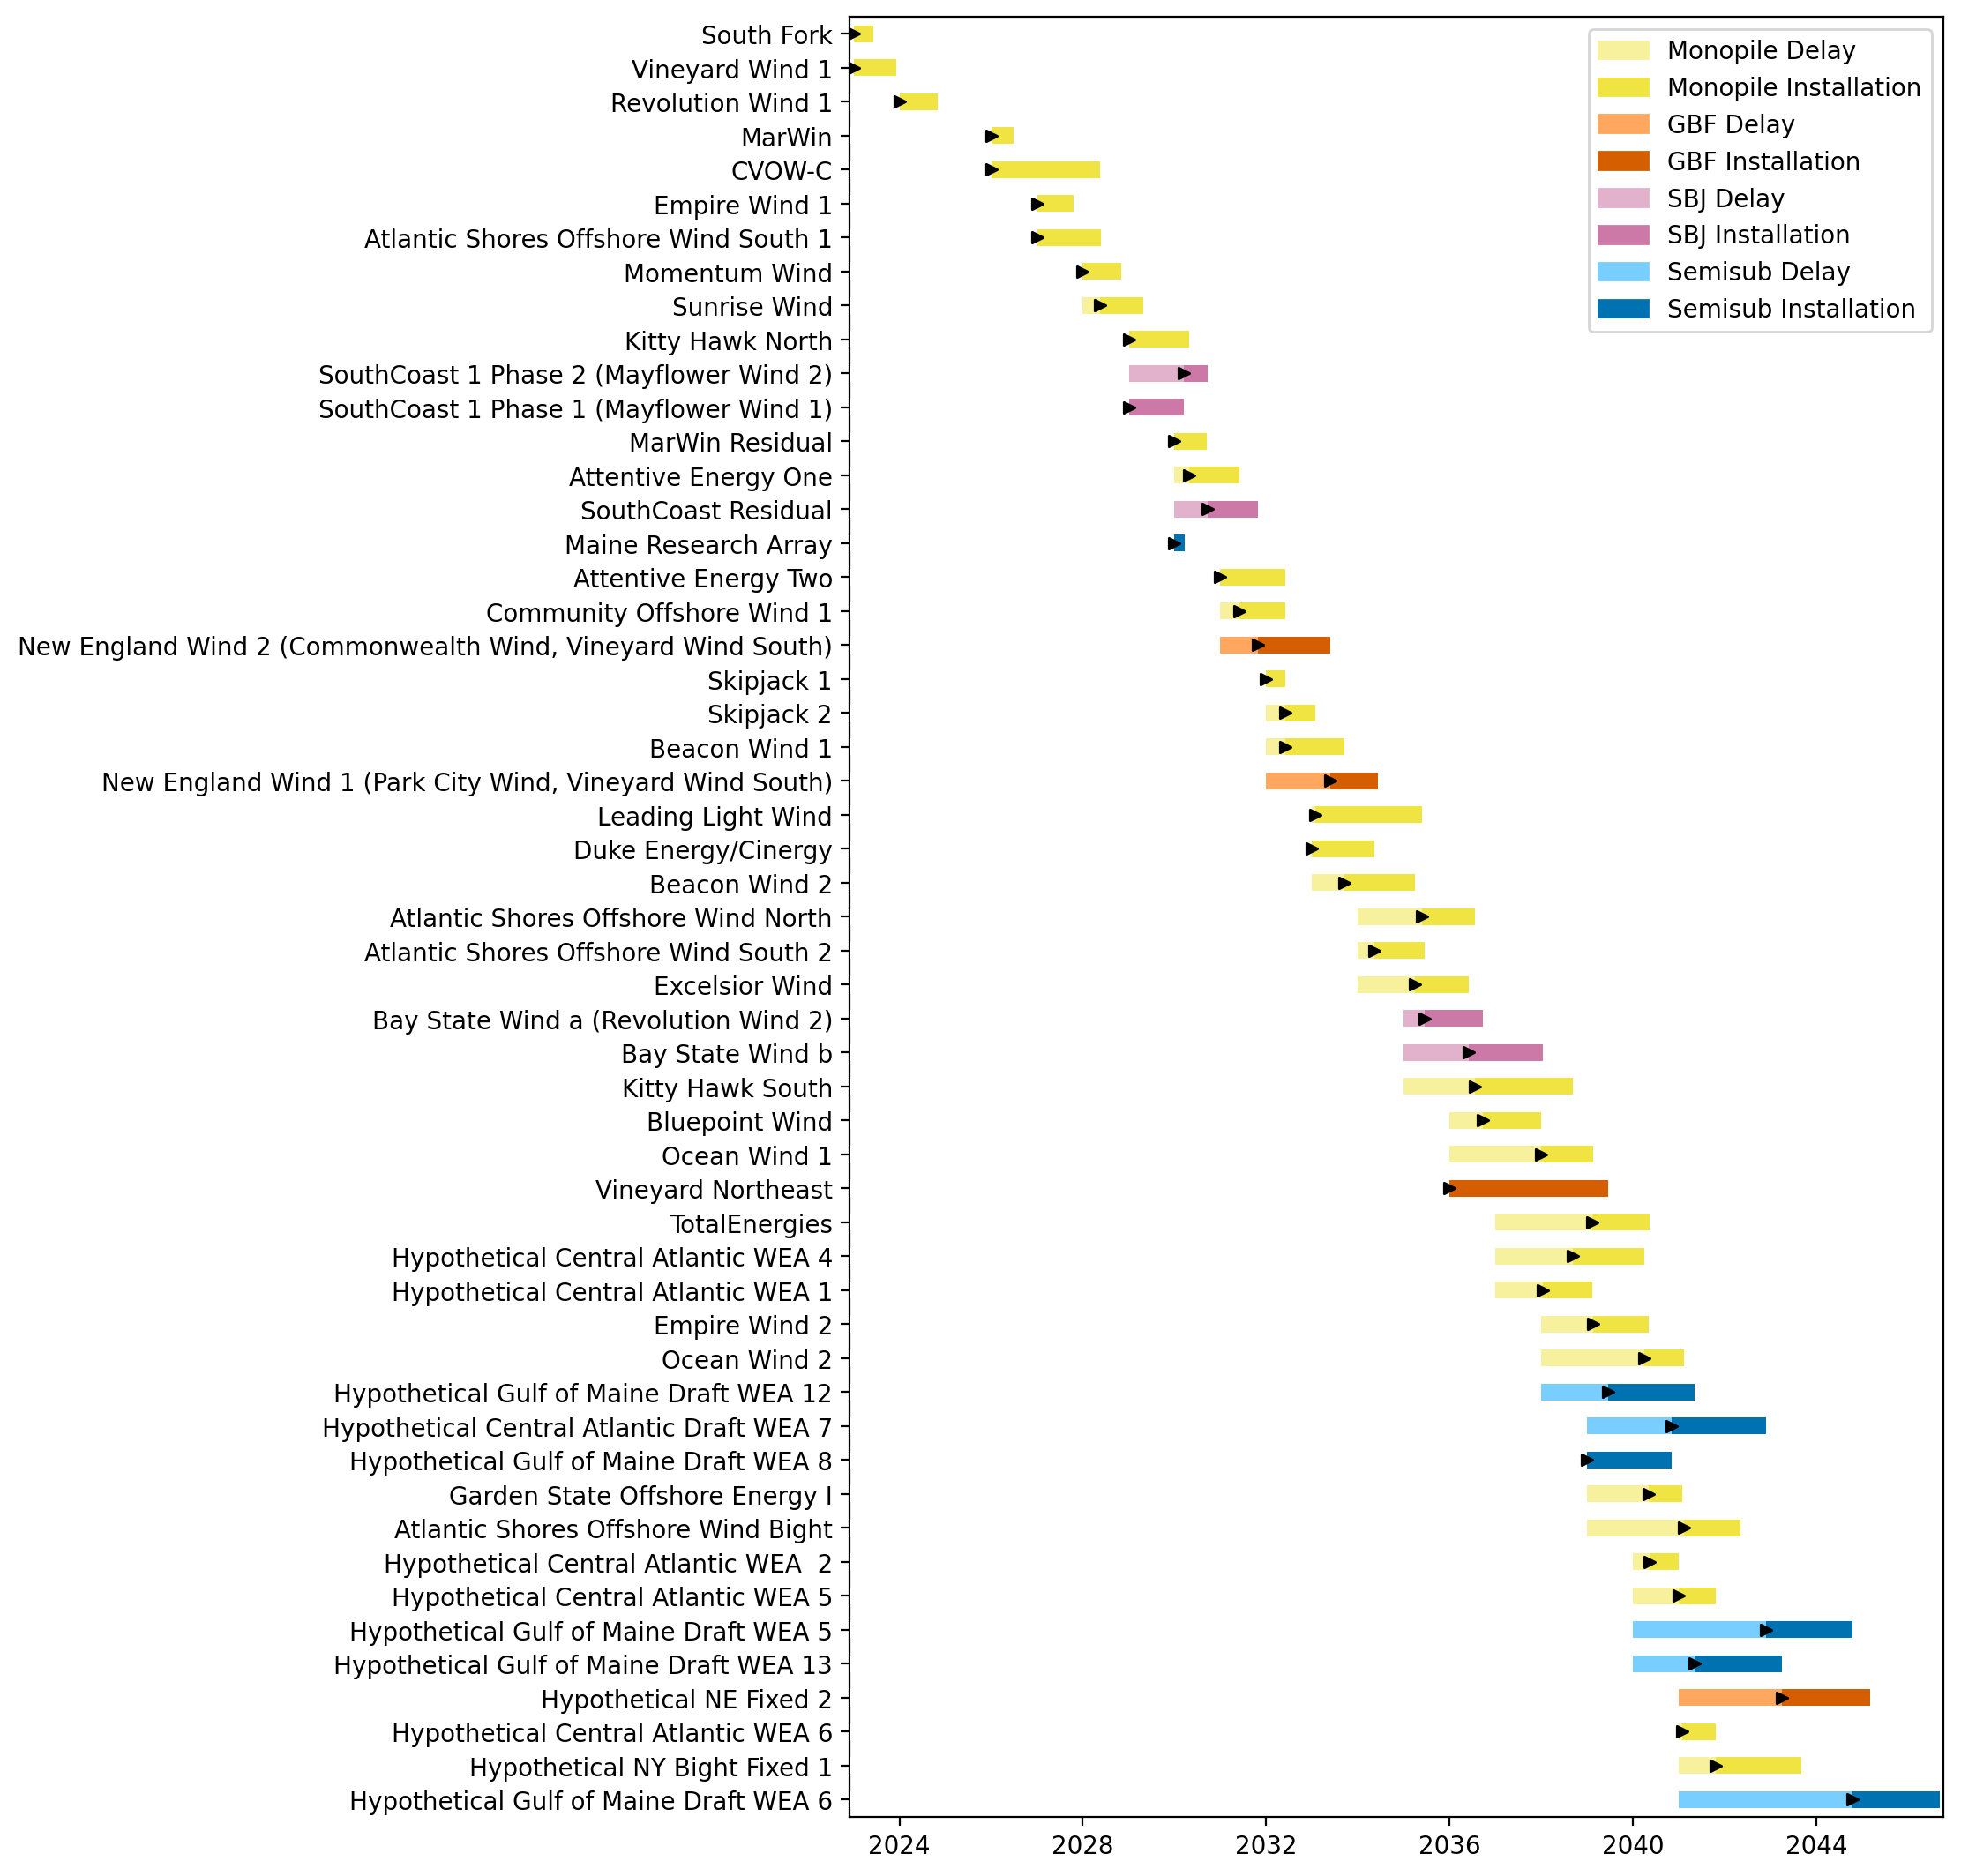 South Fork
Vineyard Wind 1
Revolution Wind 1
MarWin
CVOW-C
Empire Wind 1
Atlantic Shores Offshore Wind South 1
Momentum Wind
Sunrise Wind
Kitty Hawk North
SouthCoast 1 Phase 2 (Mayflower Wind 2)
SouthCoast 1 Phase 1 (Mayflower Wind 1)
MarWin Residual
Attentive Energy One
SouthCoast Residual
Maine Research Array
Attentive Energy Two
Community Offshore Wind 1
New England Wind 2 (Commonwealth Wind, Vineyard Wind South)
Skipjack 1
Skipjack 2
Beacon Wind 1
New England Wind 1 (Park City Wind, Vineyard Wind South)
Leading Light Wind
Duke Energy/Cinergy
Beacon Wind 2
Atlantic Shores Offshore Wind North
Atlantic Shores Offshore Wind South 2
Excelsior Wind
Bay State Wind a (Revolution Wind 2)
Bay State Wind b
Kitty Hawk South
Bluepoint Wind
Ocean Wind 1
Vineyard Northeast
TotalEnergies
Hypothetical Central Atlantic WEA 4
Hypothetical Central Atlantic WEA 1
Empire Wind 2
Ocean Wind 2
Hypothetical Gulf of Maine Draft WEA 12
Hypothetical Central Atlantic Draft WEA 7
Hypothetical Gulf of Maine Draft WEA 8
Garden State Offshore Energy I
Atlantic Shores Offshore Wind Bight
Hypothetical Central Atlantic WEA  2
Hypothetical Central Atlantic WEA 5
Hypothetical Gulf of Maine Draft WEA 5
Hypothetical Gulf of Maine Draft WEA 13
Hypothetical NE Fixed 2
Hypothetical Central Atlantic WEA 6
Hypothetical NY Bight Fixed 1
Hypothetical Gulf of Maine Draft WEA 6
Monopile Delay
Monopile Installation
GBF Delay
GBF Installation
SBJ Delay
SBJ Installation
Semisub Delay
Semisub Installation
2024 2028 2032 2036 2040 2044